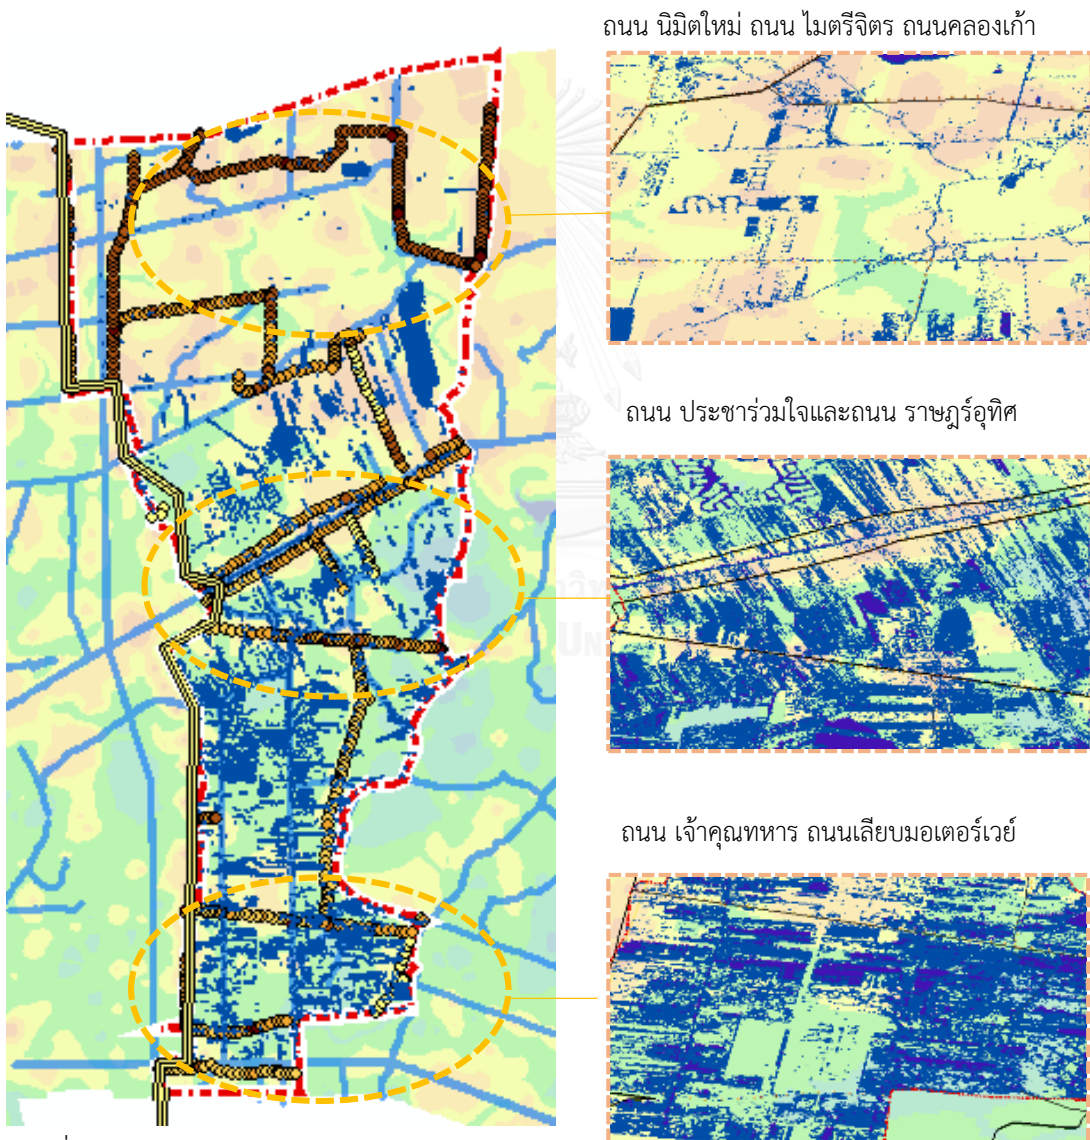 ถนน นิมิตใหม่ ถนน ไมตรีจิตร ถนนคลองเก้า
ถนน ประชาร่วมใจและถนน ราษฎร์อุทิศ
ถนน เจ้าคุณทหาร ถนนเลียบมอเตอร์เวย์